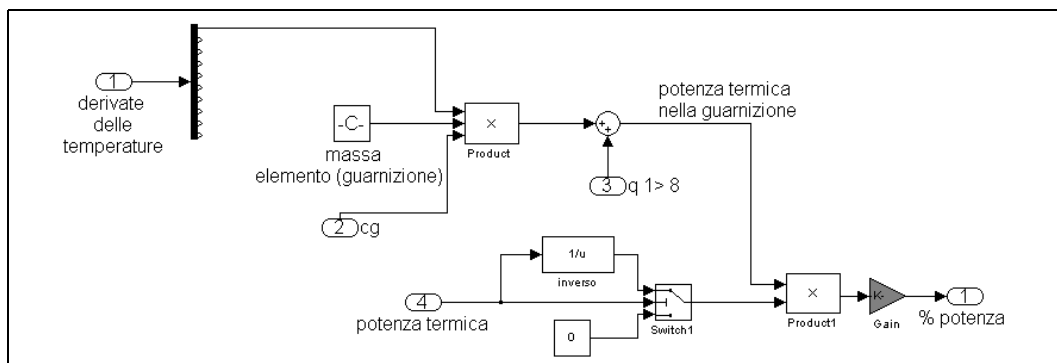 1
derivate
delle
temperature
-C-
massa
elemento (guarnizione)
2
cg
×
Product
+
+
3
q 1> 8
potenza termica
nella guarnizione
4
potenza termica
1/u
inverso
0
Switch1
×
Product1
K-
Gain
1
% potenza